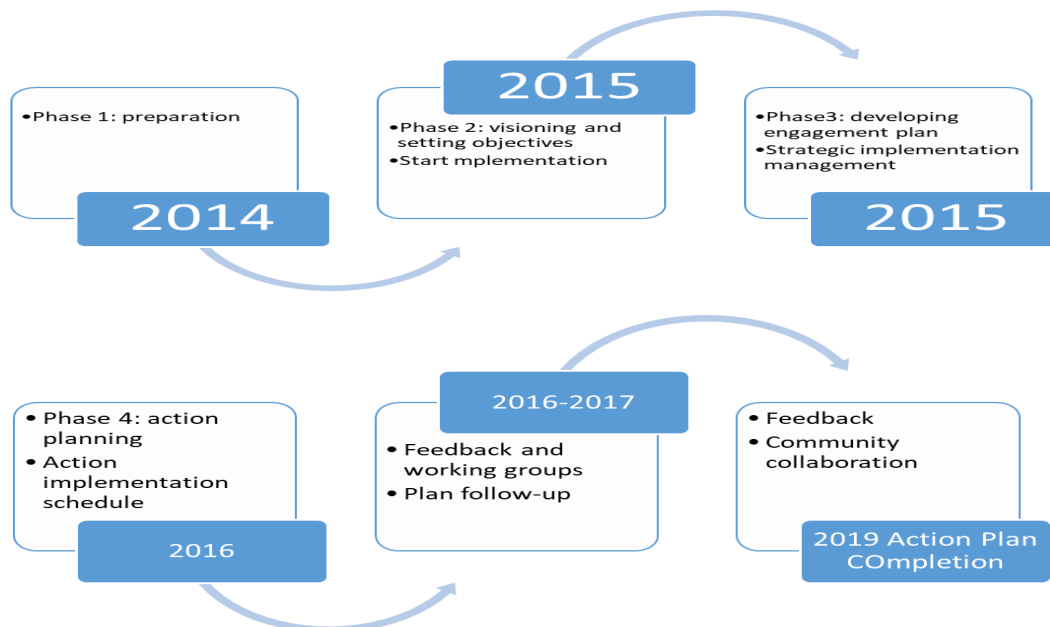 •Phase 1: preparation
2014
2015
•Phase 2: visioning and
setting objectives
•Start mplementation
•Phase3: developing
engagement plan
•Strategic implementation
management
2015
• Phase 4: action
planning
• Action
implementation
schedule
2016
2016-2017
• Feedback and
working groups
• Plan follow-up
• Feedback
• Community
collaboration
2019 Action Plan
COmpletion